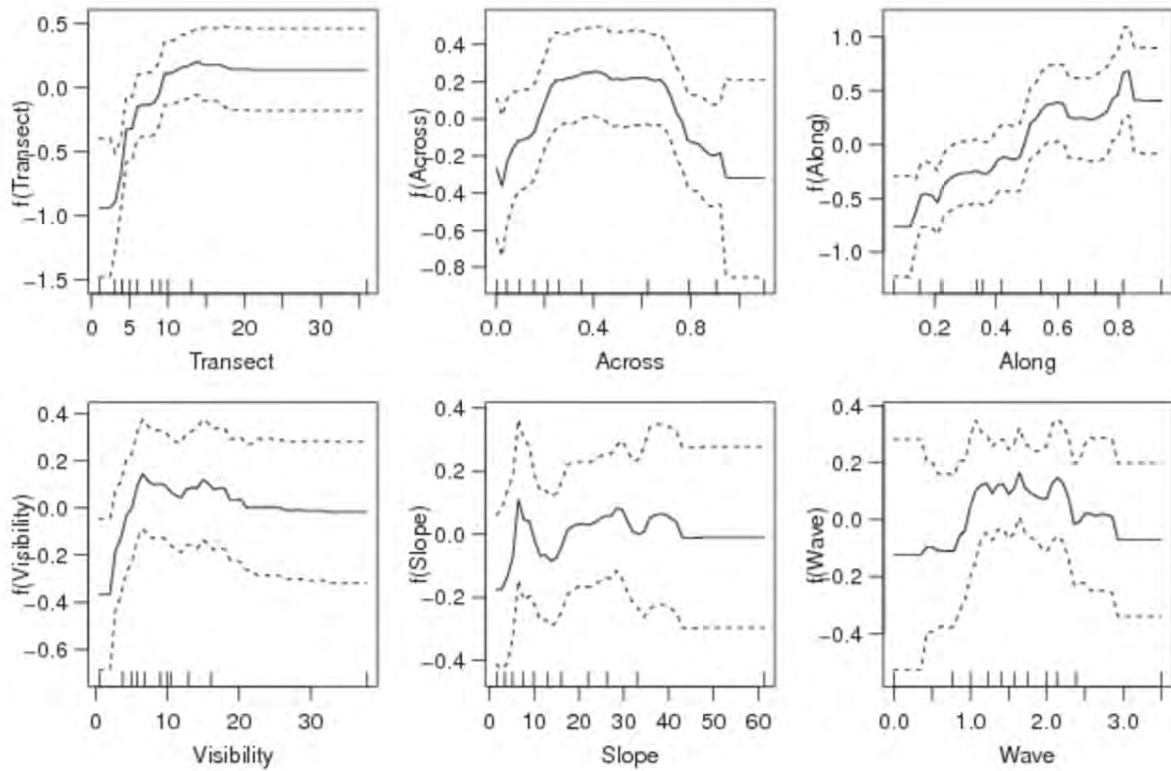 0.5
0.0
−0.5
−1.0
−1.5
f(Transect)
0 5 10 20 30
Transect
0.4
0.2
0.0
−0.2
−0.4
−0.6
−0.8
f(Across)
0.0 0.4 0.8
Across
1.0
0.5
0.0
−0.5
−1.0
f(Along)
0.2 0.4 0.6 0.8
Along
0.4
0.2
0.0
−0.2
−0.4
−0.6
f(Visibility)
0 10 20 30
Visibility
0.4
0.2
0.0
−0.2
−0.4
f(Slope)
0 10 20 30 40 50 60
Slope
0.4
0.2
0.0
−0.4
f(Wave)
0.0 1.0 2.0 3.0
Wave